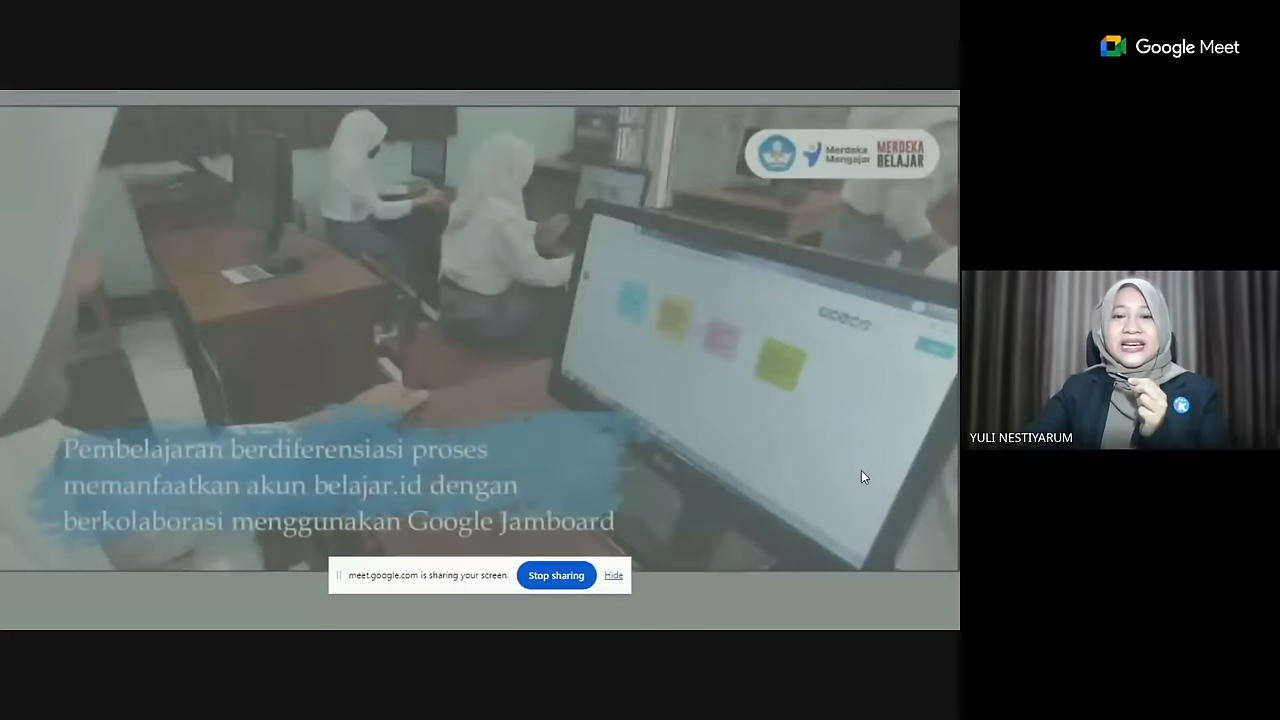 Google Meet
Merdeka
Mengajar
MERDEKA
BELAJAR
Pembelajaran berdiferensiasi proses
memanfaatkan akun belajar.id dengan
berkolaborasi menggunakan Google Jamboard
meet.google.com is sharing your screen.
Stop sharing
Hide
YULI NESTIYARUM